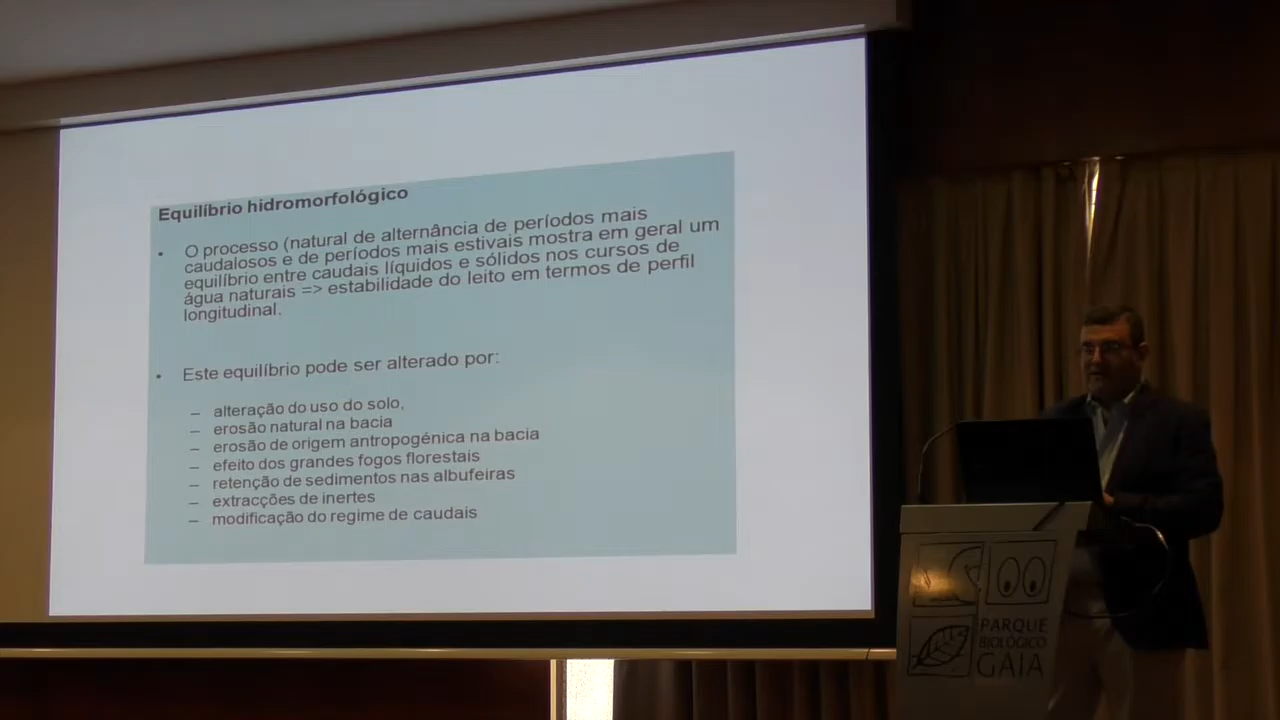 Equilíbrio hidromorfológico
• O processo (natural de alternância de períodos mais
caudalosos e de períodos mais estivais mostra em geral um
equilíbrio entre caudais líquidos e sólidos nos cursos de
água naturais => estabilidade do leito em termos de perfil
longitudinal.
• Este equilíbrio pode ser alterado por:
– alteração do uso do solo,
– erosão natural na bacia
– erosão de origem antropogénica na bacia
– efeito dos grandes fogos florestais
– retenção de sedimentos nas albufeiras
– extracções de inertes
– modificação do regime de caudais
PARQUE
BIOLÓGICO
GAIA